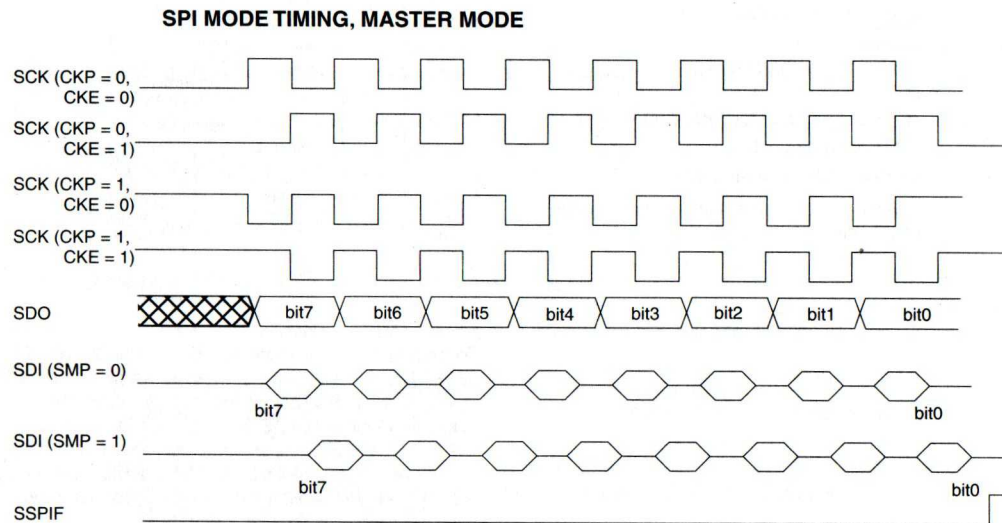 SPI MODE TIMING, MASTER MODE
SCK (CKP = 0,
CKE = 0)
SCK (CKP = 0,
CKE = 1)
SCK (CKP = 1,
CKE = 0)
SCK (CKP = 1,
CKE = 1)
SDO
bit7 bit6 bit5 bit4 bit3 bit2 bit1 bit0
SDI (SMP = 0)
bit7 bit0
SDI (SMP = 1)
bit7 bit0
SSPIF